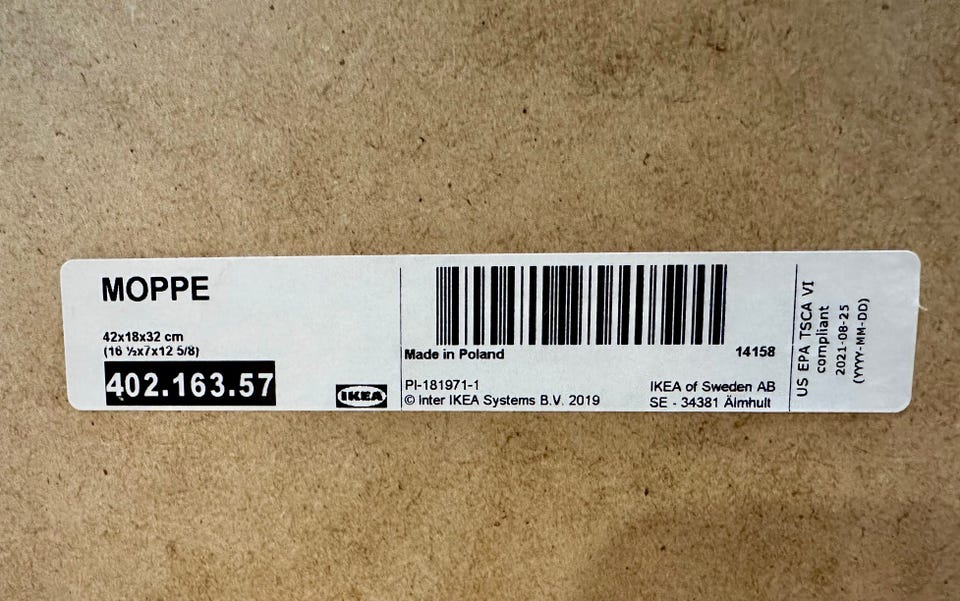 MOPPE
42x18x32 cm
(16 ½x7x12 5/8)
402.163.57
IKEA
Made in Poland 14158
PI-181971-1
© Inter IKEA Systems B.V. 2019
IKEA of Sweden AB
SE - 34381 Älmhult
US EPA TSCA VI
compliant
2021-08-25
(YYYY-MM-DD)